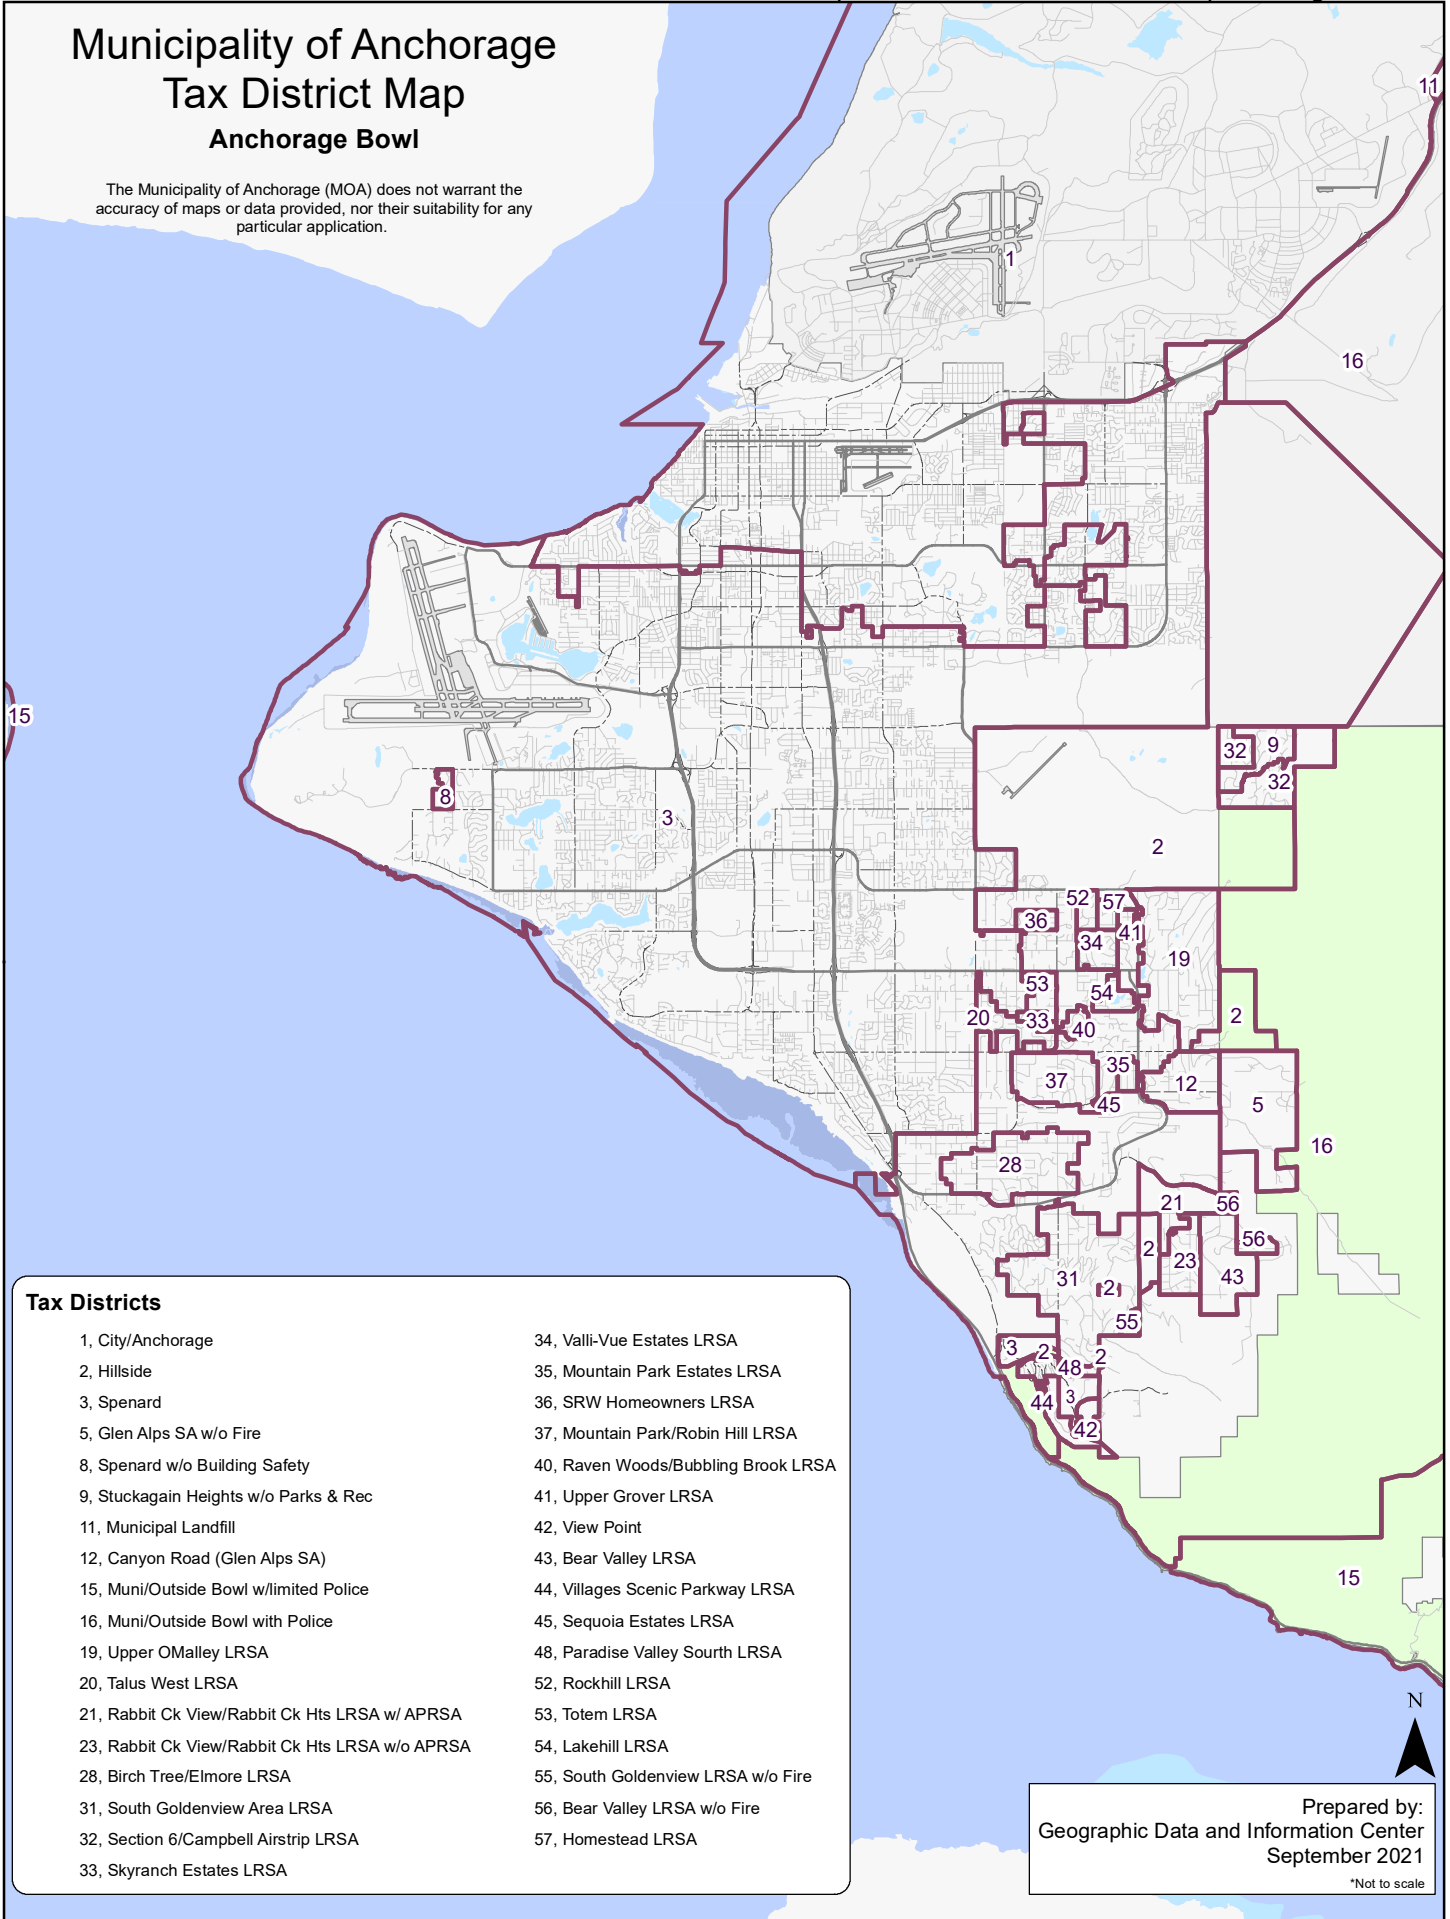 Municipality of Anchorage
Tax District Map
Anchorage Bowl
The Municipality of Anchorage (MOA) does not warrant the
accuracy of maps or data provided, nor their suitability for any
particular application.
11
1
16
15
32
9
32
8
3
2
52
57
36
34
41
19
53
54
20
33
40
2
35
37
12
45
5
16
28
21
56
56
2
23
43
31
2
55
3
2
2
48
3
44
42
15
Tax Districts
1, City/Anchorage
2, Hillside
3, Spenard
5, Glen Alps SA w/o Fire
8, Spenard w/o Building Safety
9, Stuckagain Heights w/o Parks & Rec
11, Municipal Landfill
12, Canyon Road (Glen Alps SA)
15, Muni/Outside Bowl w/limited Police
16, Muni/Outside Bowl with Police
19, Upper OMalley LRSA
20, Talus West LRSA
21, Rabbit Ck View/Rabbit Ck Hts LRSA w/ APRSA
23, Rabbit Ck View/Rabbit Ck Hts LRSA w/o APRSA
28, Birch Tree/Elmore LRSA
31, South Goldenview Area LRSA
32, Section 6/Campbell Airstrip LRSA
33, Skyranch Estates LRSA
34, Valli-Vue Estates LRSA
35, Mountain Park Estates LRSA
36, SRW Homeowners LRSA
37, Mountain Park/Robin Hill LRSA
40, Raven Woods/Bubbling Brook LRSA
41, Upper Grover LRSA
42, View Point
43, Bear Valley LRSA
44, Villages Scenic Parkway LRSA
45, Sequoia Estates LRSA
48, Paradise Valley Sourth LRSA
52, Rockhill LRSA
53, Totem LRSA
54, Lakehill LRSA
55, South Goldenview LRSA w/o Fire
56, Bear Valley LRSA w/o Fire
57, Homestead LRSA
N
Prepared by:
Geographic Data and Information Center
September 2021
*Not to scale